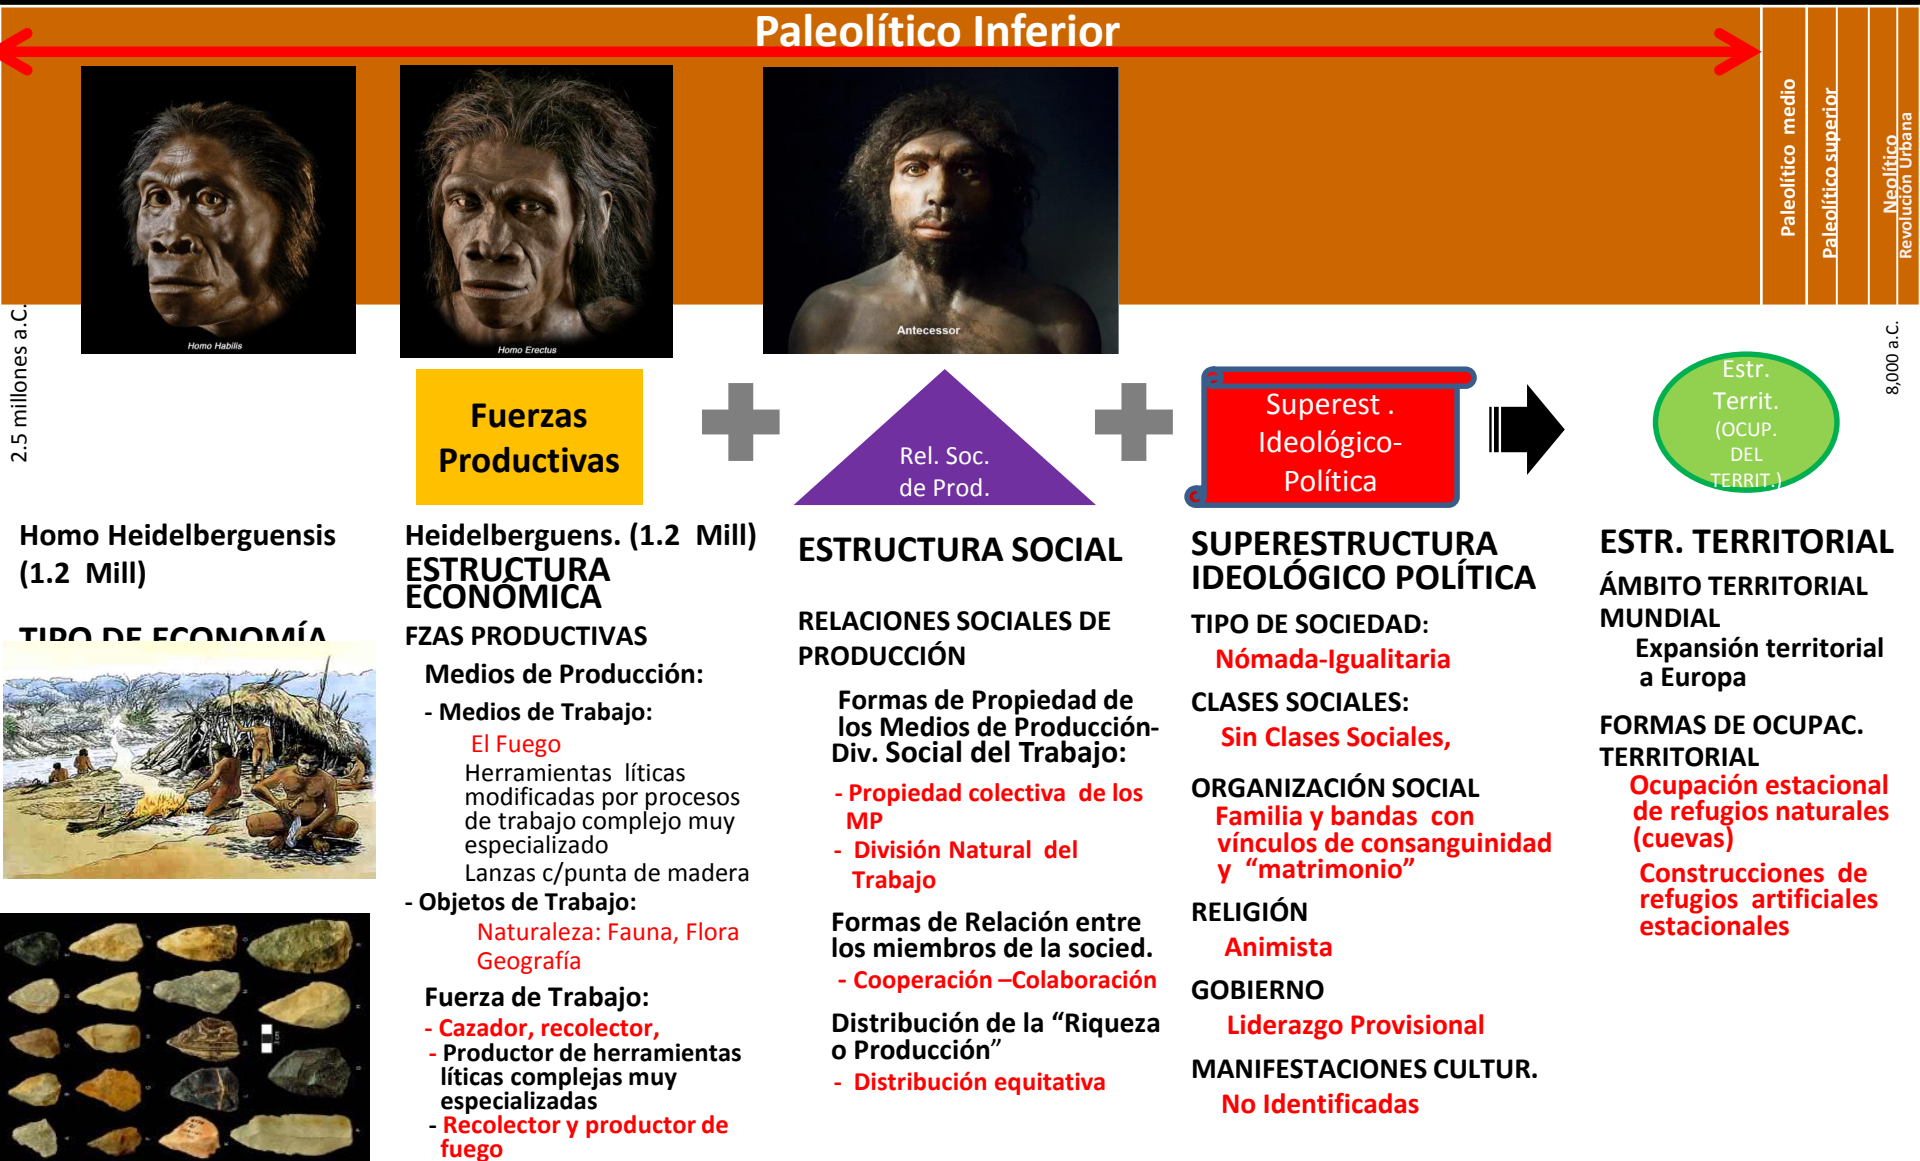 Paleolítico Inferior
Paleolítico medio
Paleolítico superior
Neolítico
Revolución Urbana
Homo Habilis
Homo Erectus
Antecessor
2.5 millones a.C.
8,000 a.C.
Fuerzas
Productivas
Rel. Soc.
de Prod.
Superest .
Ideológico-
Política
Estr.
Territ.
(OCUP.
DEL
TERRIT.)
Homo Heidelberguensis
(1.2 Mill)
TIPO DE ECONOMÍA
Heidelberguens. (1.2 Mill)
ESTRUCTURA
ECONÓMICA
FZAS PRODUCTIVAS
Medios de Producción:
- Medios de Trabajo:
El Fuego
Herramientas líticas
modificadas por procesos
de trabajo complejo muy
especializado
Lanzas c/punta de madera
- Objetos de Trabajo:
Naturaleza: Fauna, Flora
Geografía
Fuerza de Trabajo:
- Cazador, recolector,
- Productor de herramientas
líticas complejas muy
especializadas
- Recolector y productor de
fuego
ESTRUCTURA SOCIAL
RELACIONES SOCIALES DE
PRODUCCIÓN
Formas de Propiedad de
los Medios de Producción-
Div. Social del Trabajo:
- Propiedad colectiva de los
MP
- División Natural del
Trabajo
Formas de Relación entre
los miembros de la socied.
- Cooperación –Colaboración
Distribución de la “Riqueza
o Producción”
- Distribución equitativa
SUPERESTRUCTURA
IDEOLÓGICO POLÍTICA
TIPO DE SOCIEDAD:
Nómada-Igualitaria
CLASES SOCIALES:
Sin Clases Sociales,
ORGANIZACIÓN SOCIAL
Familia y bandas con
vínculos de consanguinidad
y “matrimonio”
RELIGIÓN
Animista
GOBIERNO
Liderazgo Provisional
MANIFESTACIONES CULTUR.
No Identificadas
ESTR. TERRITORIAL
ÁMBITO TERRITORIAL
MUNDIAL
Expansión territorial
a Europa
FORMAS DE OCUPAC.
TERRITORIAL
Ocupación estacional
de refugios naturales
(cuevas)
Construcciones de
refugios artificiales
estacionales